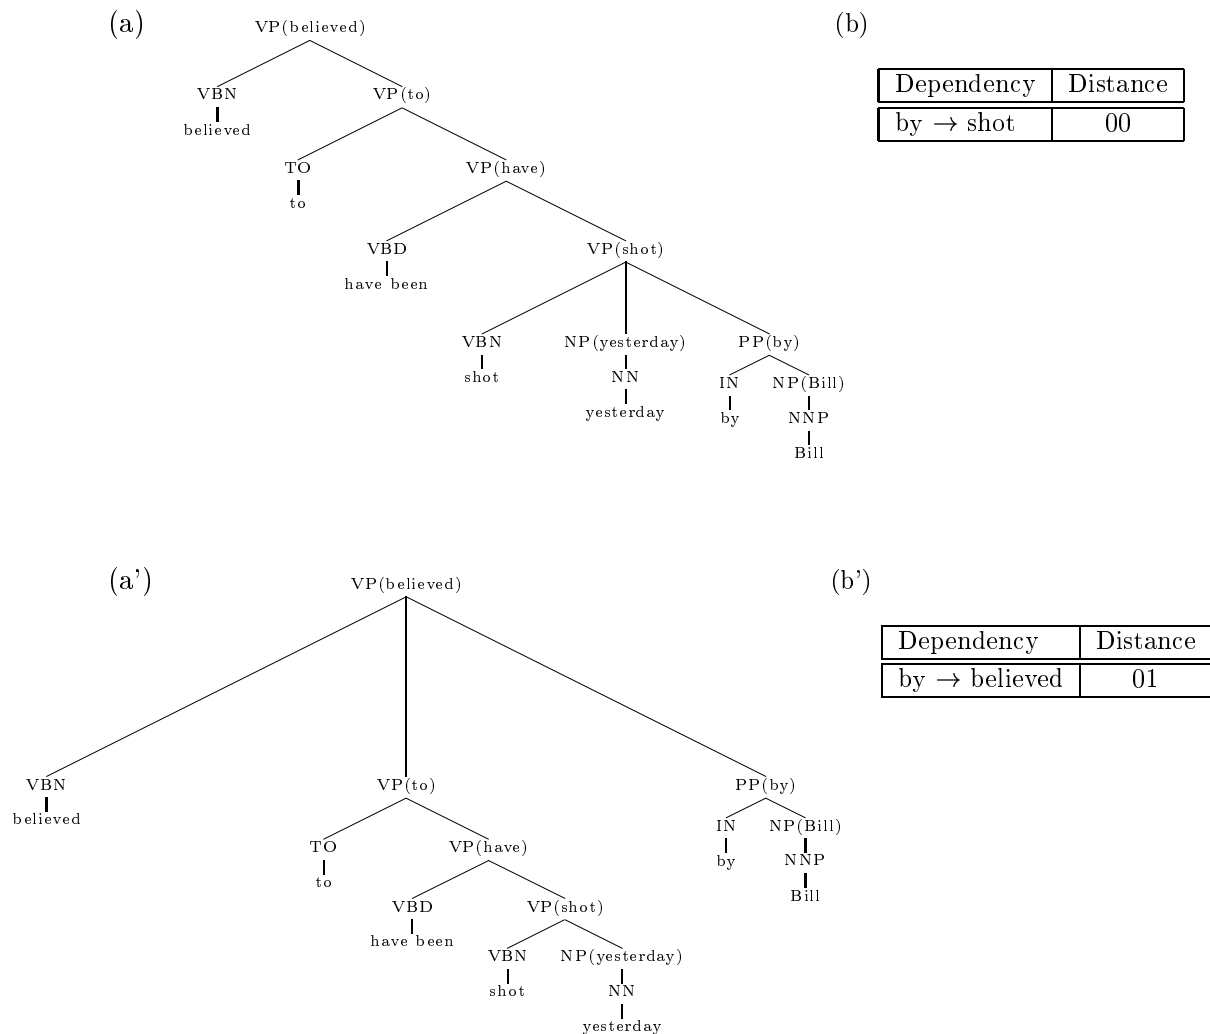 (a)
(b)
VP(believed)
Dependency Distance
by → shot 00
VBN VP(to)
believed
TO VP(have)
to
VBD VP(shot)
have been
VBN NP(yesterday) PP(by)
shot NN IN NP(Bill)
yesterday by NNP
Bill
(a')
(b')
VP(believed)
Dependency Distance
by → believed 01
VBN VP(to) PP(by)
believed
TO VP(have) IN NP(Bill)
to by NNP
Bill
VBD VP(shot)
have been
VBN NP(yesterday)
shot NN
yesterday